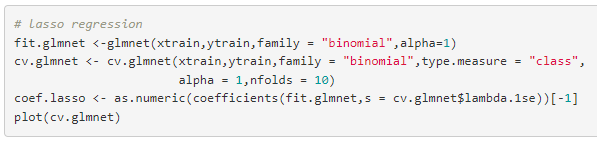 # lasso regression
fit.glmnet <-glmnet(xtrain,ytrain,family = "binomial",alpha=1)
cv.glmnet <- cv.glmnet(xtrain,ytrain,family = "binomial",type.measure = "class",
                      alpha = 1,nfolds = 10)
coef.lasso <- as.numeric(coefficients(fit.glmnet,s = cv.glmnet$lambda.1se))[-1]
plot(cv.glmnet)